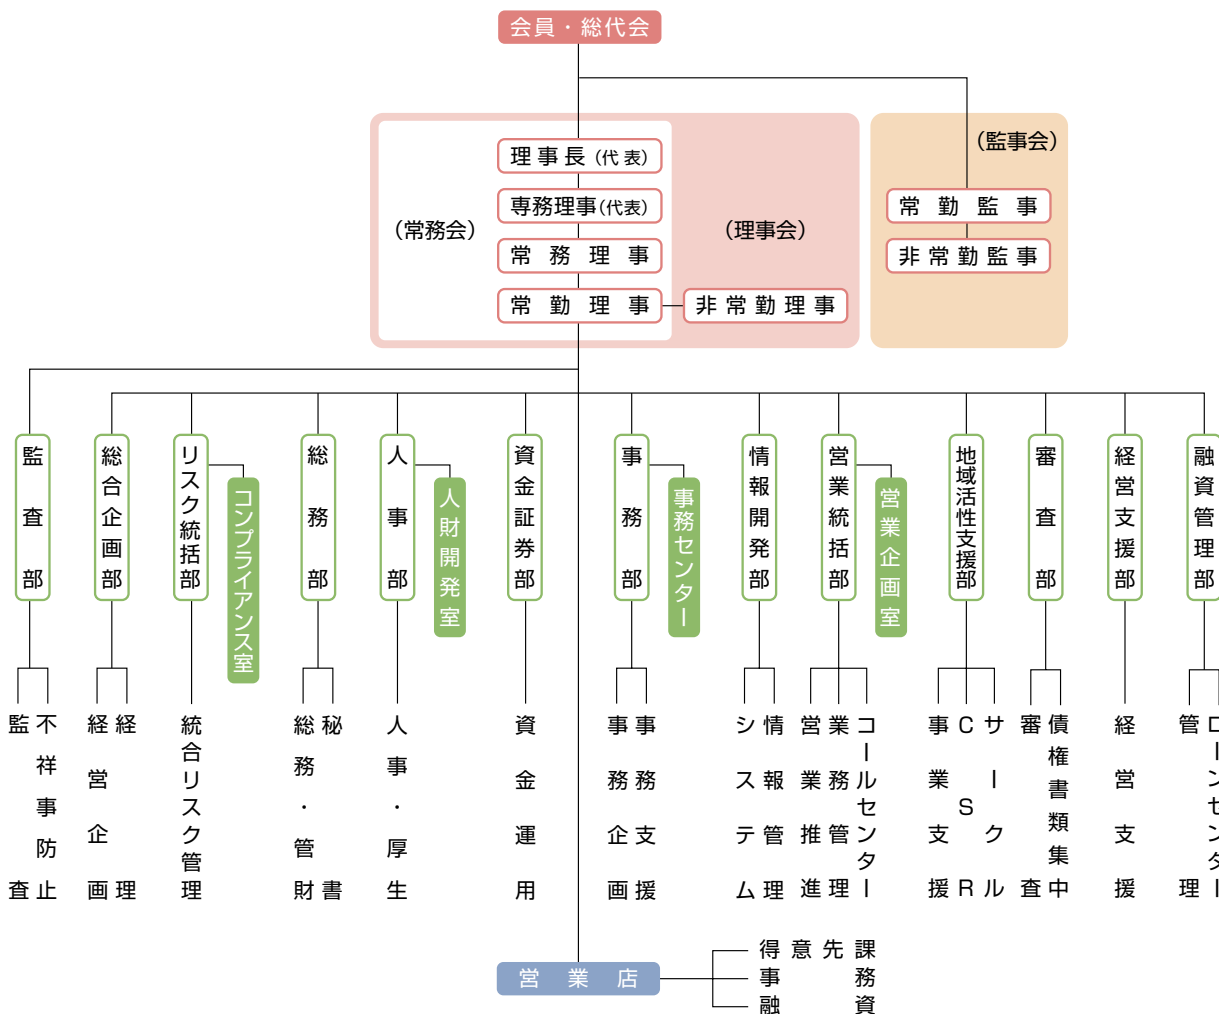 会員・総代会
(監事会)
理事長(代表)
専務理事(代表)
常務理事
常勤理事
(常務会)
(理事会)
非常勤理事
常勤監事
非常勤監事
監査部
総合企画部
リスク統括部
コンプライアンス室
総務部
人事部
人財開発室
資金証券部
事務部
事務センター
情報開発部
営業統括部
営業企画室
地域活性支援部
審査部
経営支援部
融資管理部
監査
不祥事防止
経営企画
経理
統合リスク管理
総務・管財
秘書
人事・厚生
資金運用
事務企画
事務支援
システム
情報管理
営業推進
業務管理
コールセンター
事業支援
CSR
サークル
審査
債権書類集中
経営支援
管理
ローンセンター
営業店
得意先課
事務
融資